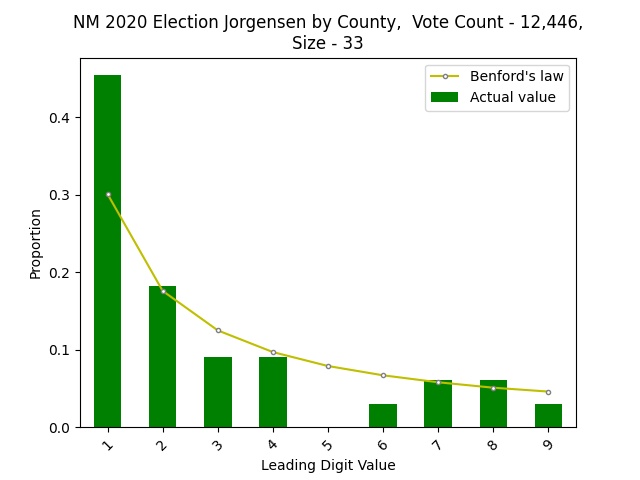 NM 2020 Election Jorgensen by County,  Vote Count - 12,446,
Size - 33
Benford's law
Actual value
Proportion
0.4
0.3
0.2
0.1
0.0
1 2 3 4 5 6 7 8 9
Leading Digit Value